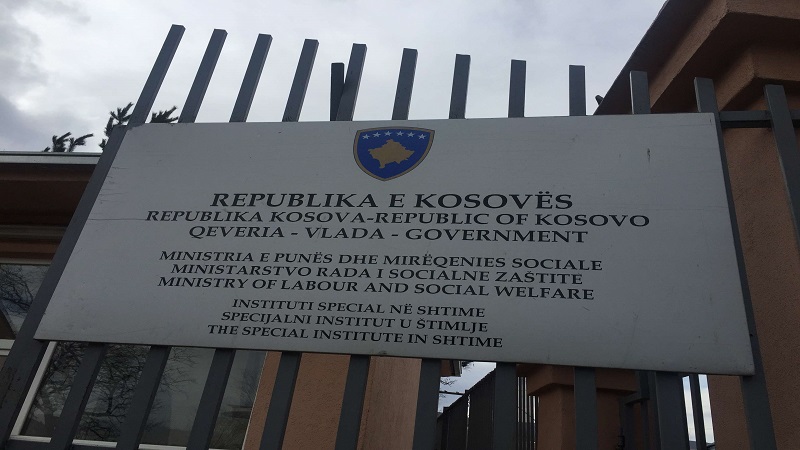 REPUBLIKA E KOSOVËS
REPUBLIKA KOSOVA-REPUBLIC OF KOSOVO
QEVERIA - VLADA - GOVERNMENT
MINISTRIA E PUNËS DHE MIRËQENIES SOCIALE
MINISTARSTVO RADA I SOCIALNE ZAŠTITE
MINISTRY OF LABOUR AND SOCIAL WELFARE
INSTITUTI SPECIAL NË SHTIME
SPECIJALNI INSTITUT U ŠTIMLJE
THE SPECIAL INSTITUTE IN SHTIME